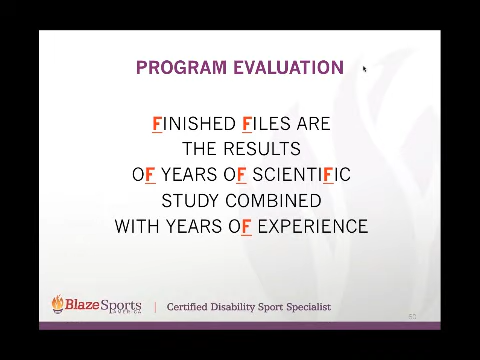 PROGRAM EVALUATION
FINISHED FILES ARE
THE RESULTS
OF YEARS OF SCIENTIFIC
STUDY COMBINED
WITH YEARS OF EXPERIENCE
BlazeSports
AMERICA
Certified Disability Sport Specialist